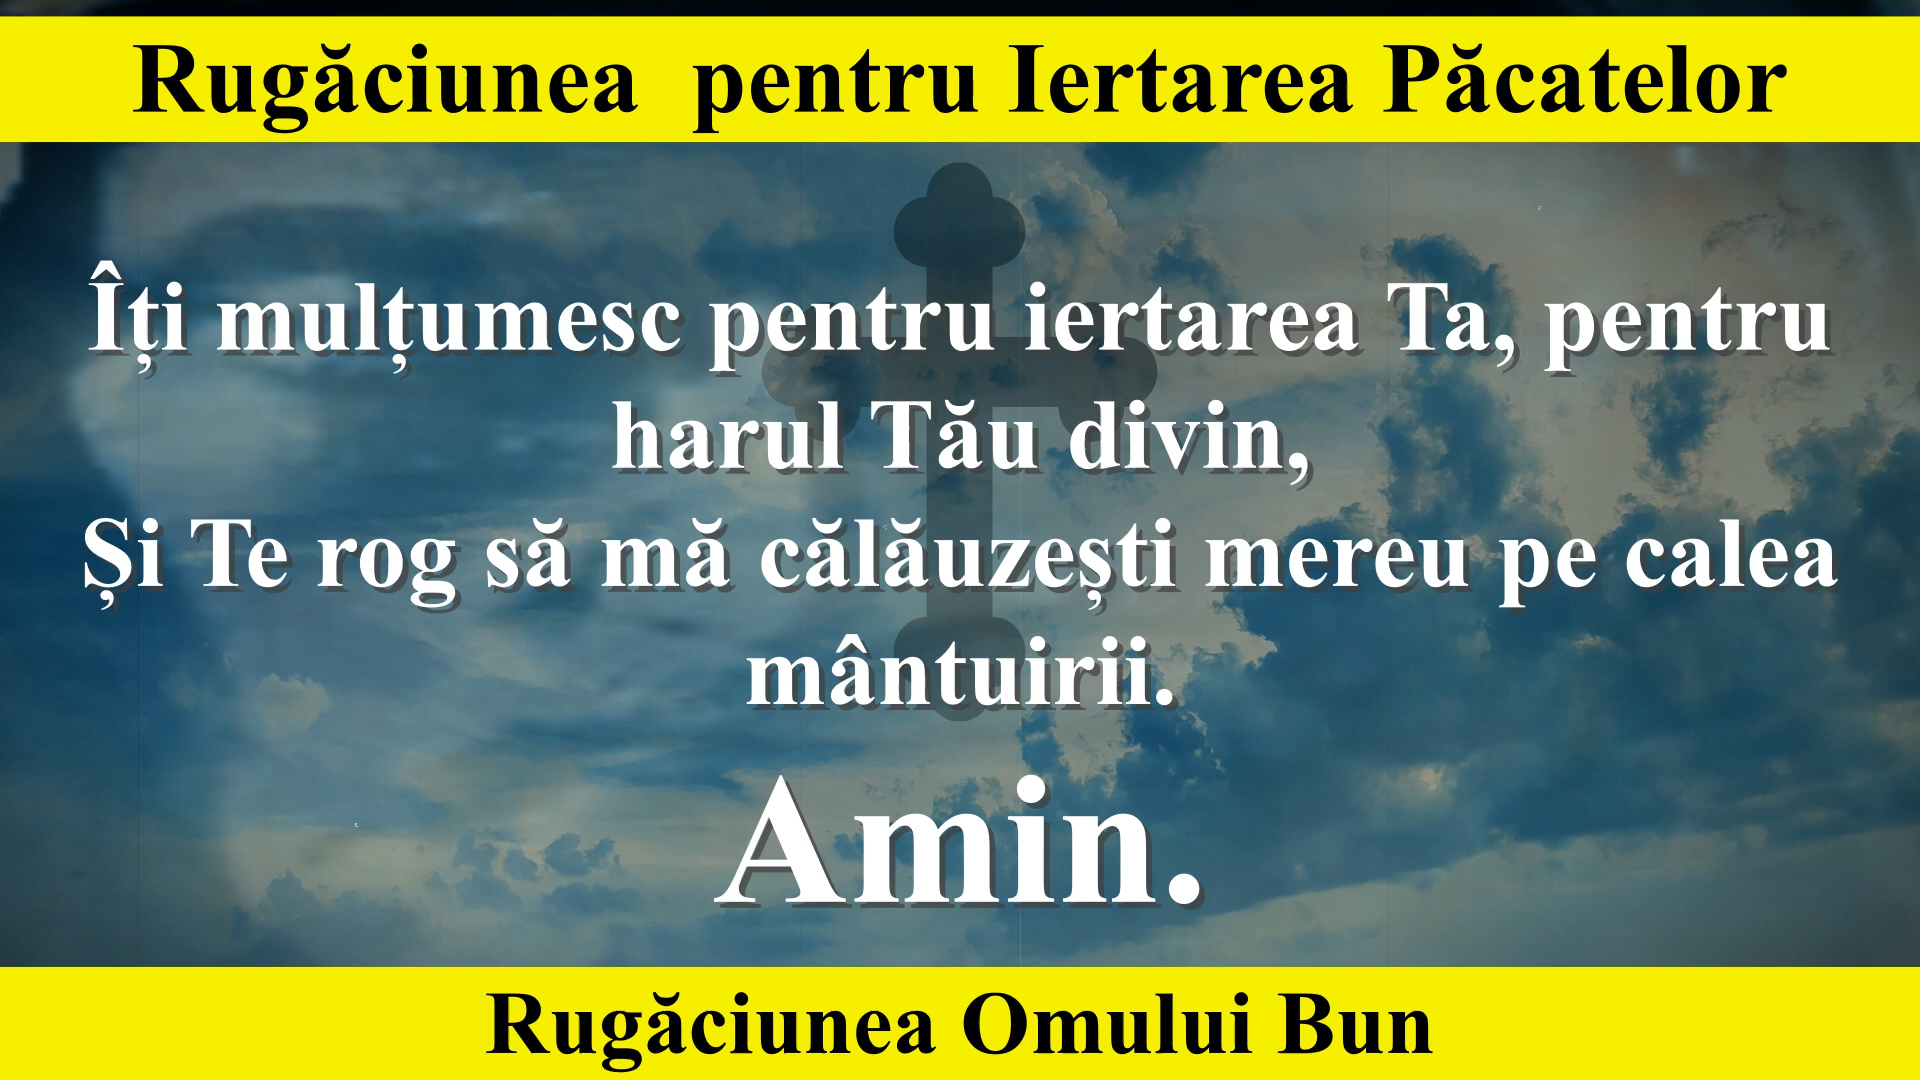 Rugăciunea pentru Iertarea Păcatelor
Îți mulțumesc pentru iertarea Ta, pentru
harul Tău divin,
Și Te rog să mă călăuzești mereu pe calea
mântuirii.
Amin.
Rugăciunea Omului Bun